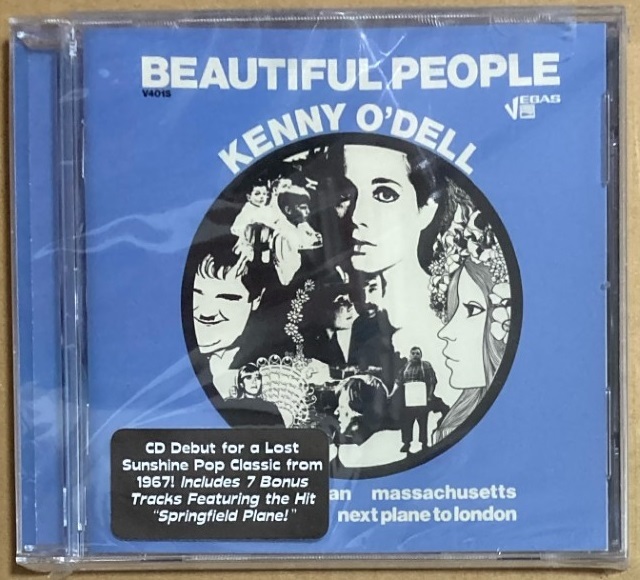 BEAUTIFUL PEOPLE
V4015
VEGAS
KENNY O'DELL
CD Debut for a Lost
Sunshine Pop Classic from
1967! Includes 7 Bonus
Tracks Featuring the Hit
"Springfield Plane!"
an massachusetts
next plane to london